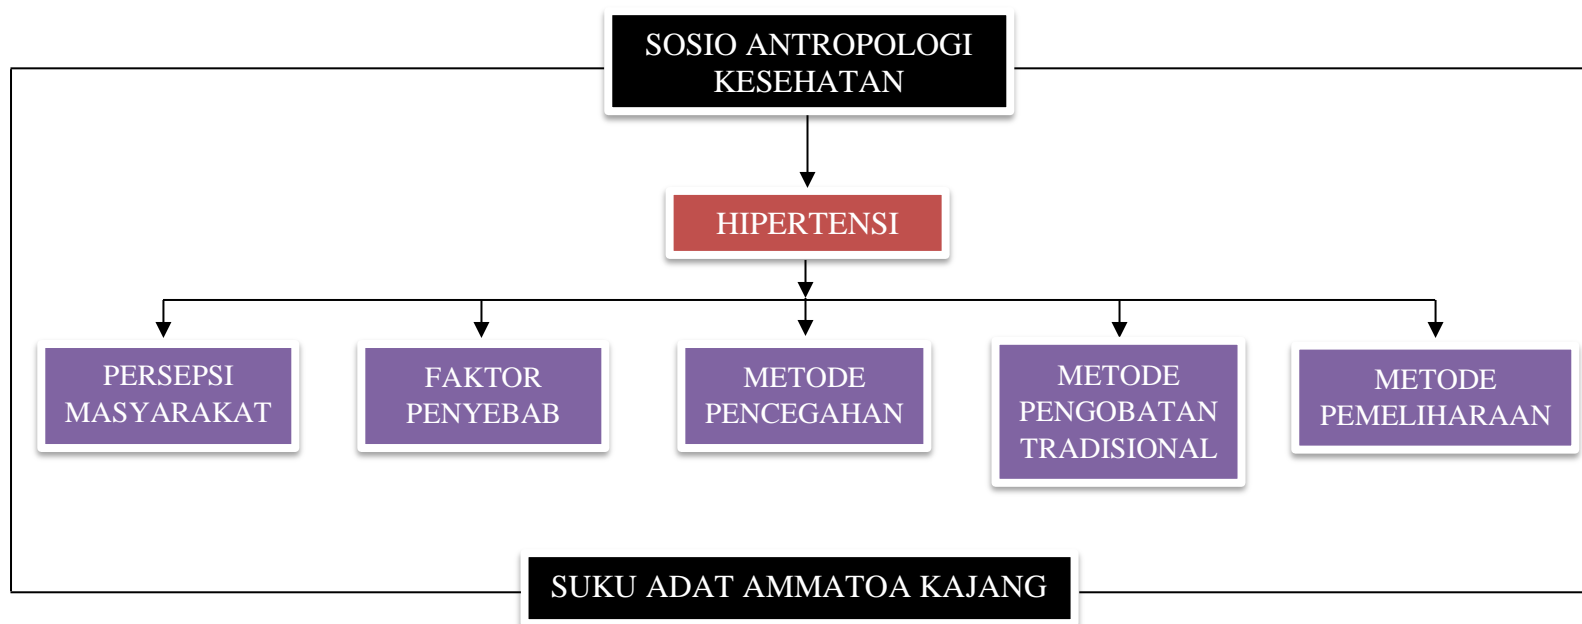 SOSIO ANTROPOLOGI
KESEHATAN
HIPERTENSI
PERSEPSI
MASYARAKAT
FAKTOR
PENYEBAB
METODE
PENCEGAHAN
METODE
PENGOBATAN
TRADISIONAL
METODE
PEMELIHARAAN
SUKU ADAT AMMATOA KAJANG